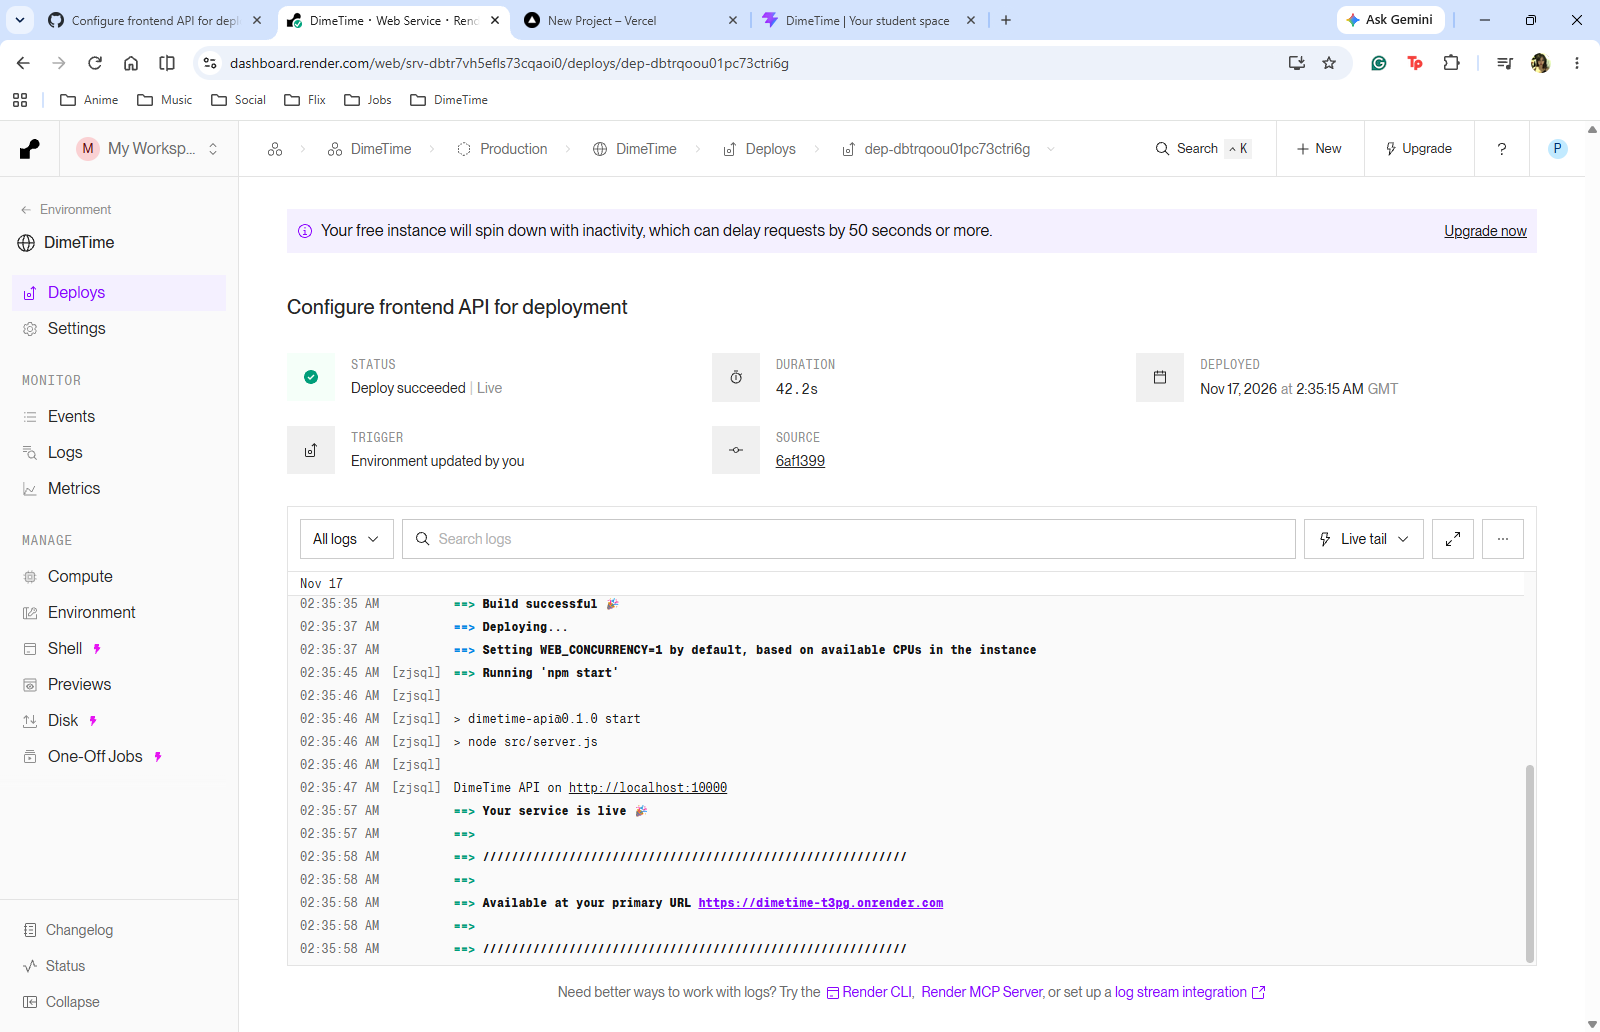 Configure frontend API for depl
DimeTime · Web Service · Rend
New Project – Vercel
DimeTime | Your student space
Ask Gemini
dashboard.render.com/web/srv-dbtr7vh5efls73cqaoi0/deploys/dep-dbtrqoou01pc73ctri6g
Anime
Music
Social
Flix
Jobs
DimeTime
M
My Worksp...
DimeTime
Production
DimeTime
Deploys
dep-dbtrqoou01pc73ctri6g
Search
K
+ New
Upgrade
?
P
Environment
DimeTime
Deploys
Settings
MONITOR
Events
Logs
Metrics
MANAGE
Compute
Environment
Shell
Previews
Disk
One-Off Jobs
Changelog
Status
Collapse
Your free instance will spin down with inactivity, which can delay requests by 50 seconds or more.
Upgrade now
Configure frontend API for deployment
STATUS
Deploy succeeded | Live
DURATION
42.2s
DEPLOYED
Nov 17, 2026 at 2:35:15 AM GMT
TRIGGER
Environment updated by you
SOURCE
6af1399
All logs
Search logs
Live tail
...
Nov 17
02:35:35 AM ==> Build successful 🎉
02:35:37 AM ==> Deploying...
02:35:37 AM ==> Setting WEB_CONCURRENCY=1 by default, based on available CPUs in the instance
02:35:45 AM [zjsql] ==> Running 'npm start'
02:35:46 AM [zjsql]
02:35:46 AM [zjsql] > dimetime-api@0.1.0 start
02:35:46 AM [zjsql] > node src/server.js
02:35:46 AM [zjsql]
02:35:47 AM [zjsql] DimeTime API on http://localhost:10000
02:35:57 AM ==> Your service is live 🎉
02:35:57 AM ==>
02:35:58 AM ==> ///////////////////////////////////////////////////////////
02:35:58 AM ==>
02:35:58 AM ==> Available at your primary URL https://dimetime-t3pg.onrender.com
02:35:58 AM ==>
02:35:58 AM ==> ///////////////////////////////////////////////////////////
Need better ways to work with logs? Try the Render CLI, Render MCP Server, or set up a log stream integration